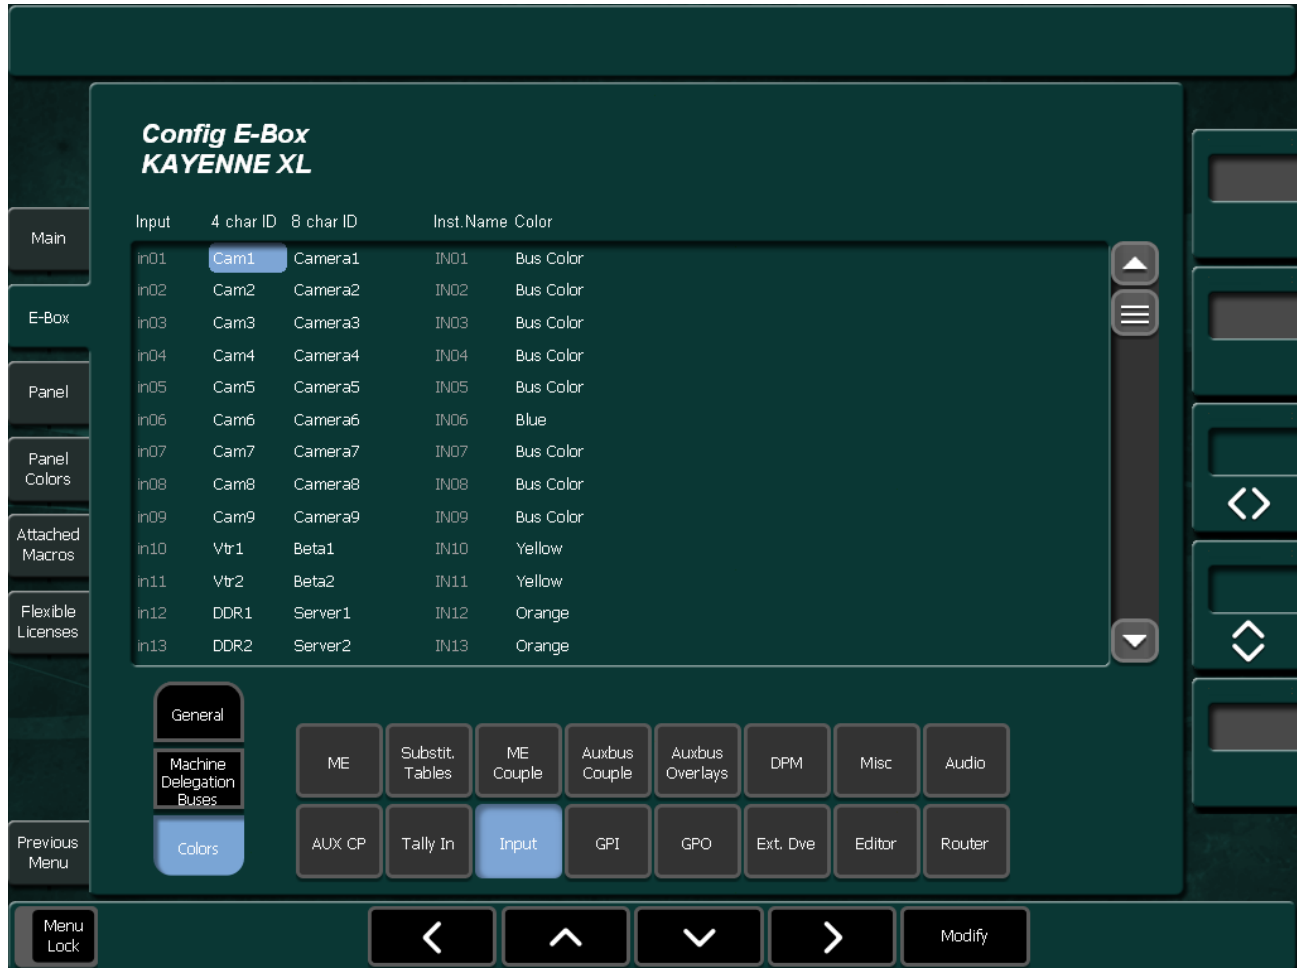 Config E-Box
KAYENNE XL
Input 4 char ID 8 char ID Inst.Name Color
in01 Cam1 Camera1 IN01 Bus Color
in02 Cam2 Camera2 IN02 Bus Color
in03 Cam3 Camera3 IN03 Bus Color
in04 Cam4 Camera4 IN04 Bus Color
in05 Cam5 Camera5 IN05 Bus Color
in06 Cam6 Camera6 IN06 Blue
in07 Cam7 Camera7 IN07 Bus Color
in08 Cam8 Camera8 IN08 Bus Color
in09 Cam9 Camera9 IN09 Bus Color
in10 Vtr1 Beta1 IN10 Yellow
in11 Vtr2 Beta2 IN11 Yellow
in12 DDR1 Server1 IN12 Orange
in13 DDR2 Server2 IN13 Orange
Main
E-Box
Panel
Panel
Colors
Attached
Macros
Flexible
Licenses
Previous
Menu
General
Machine
Delegation
Buses
Colors
ME
Substit.
Tables
ME
Couple
Auxbus
Couple
Auxbus
Overlays
DPM
Misc
Audio
AUX CP
Tally In
Input
GPI
GPO
Ext. Dve
Editor
Router
Menu
Lock
Modify